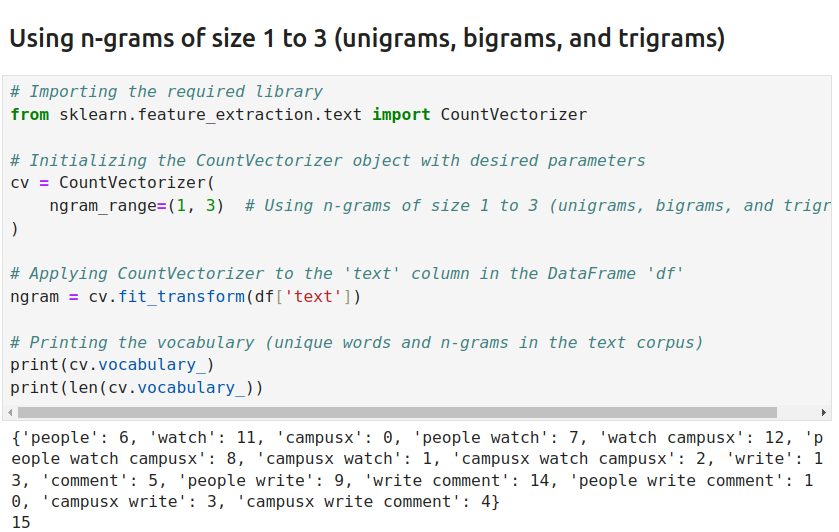 Using n-grams of size 1 to 3 (unigrams, bigrams, and trigrams)
# Importing the required library
from sklearn.feature_extraction.text import CountVectorizer
# Initializing the CountVectorizer object with desired parameters
cv = CountVectorizer(
    ngram_range=(1, 3)  # Using n-grams of size 1 to 3 (unigrams, bigrams, and trigr
)
# Applying CountVectorizer to the 'text' column in the DataFrame 'df'
ngram = cv.fit_transform(df['text'])
# Printing the vocabulary (unique words and n-grams in the text corpus)
print(cv.vocabulary_)
print(len(cv.vocabulary_))
{'people': 6, 'watch': 11, 'campusx': 0, 'people watch': 7, 'watch campusx': 12, 'p
eople watch campusx': 8, 'campusx watch': 1, 'campusx watch campusx': 2, 'write': 1
3, 'comment': 5, 'people write': 9, 'write comment': 14, 'people write comment': 1
0, 'campusx write': 3, 'campusx write comment': 4}
15